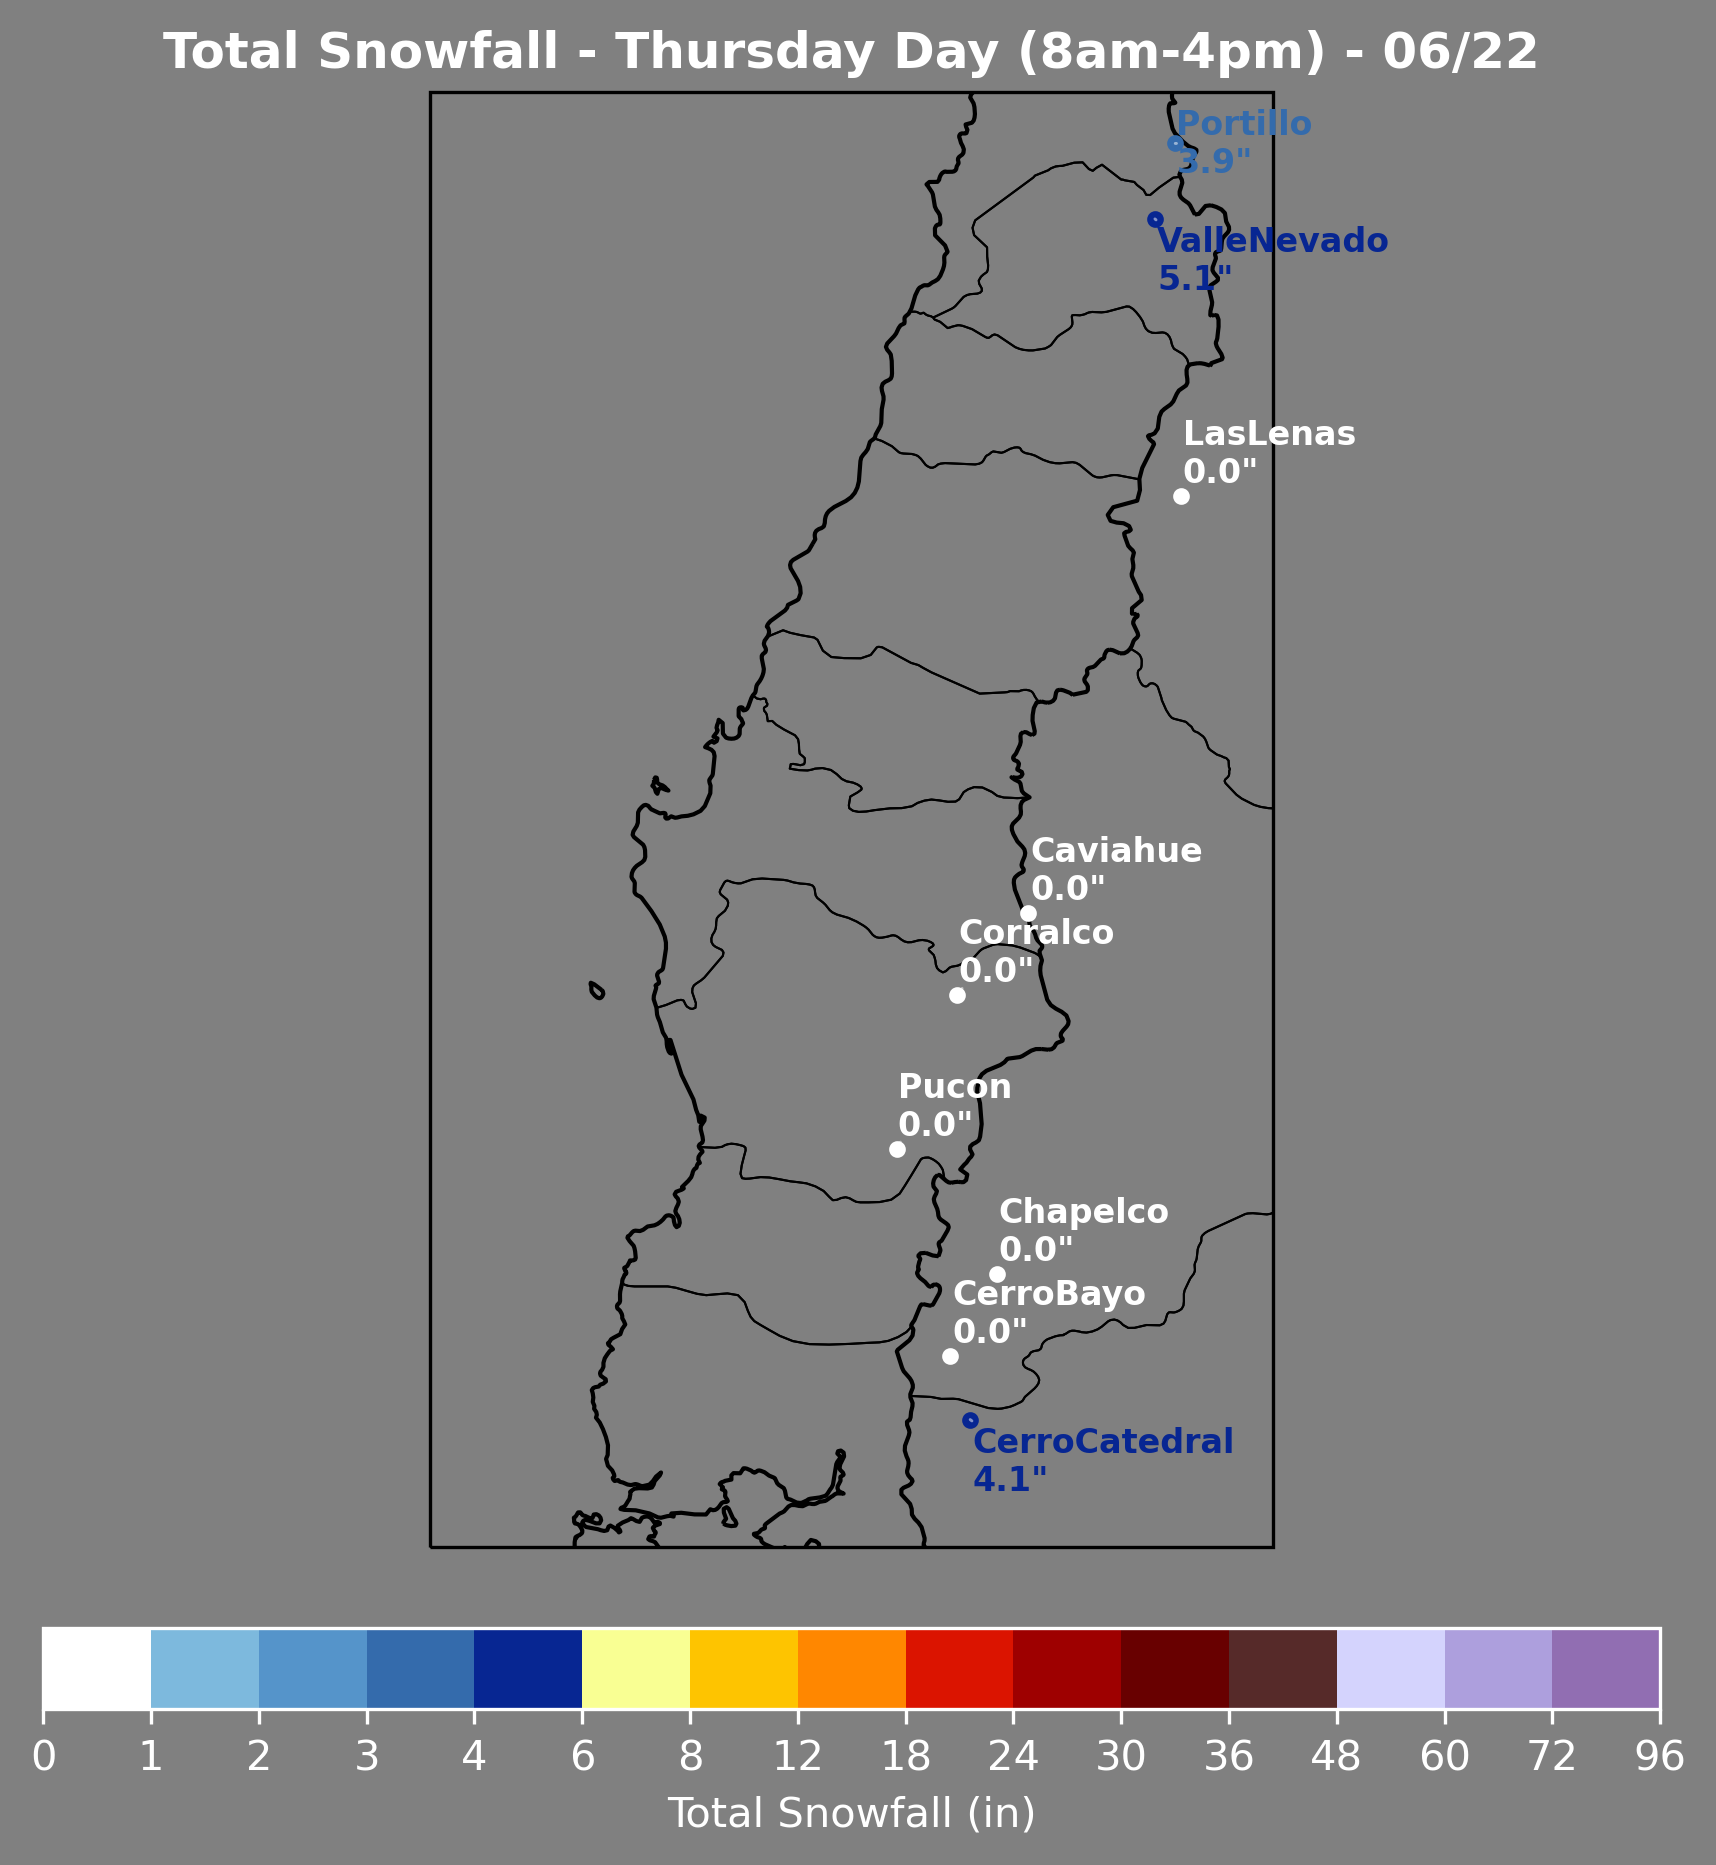 Total Snowfall - Thursday Day (8am-4pm) - 06/22
Portillo
3.9"
ValleNevado
5.1"
LasLenas
0.0"
Caviahue
0.0"
Corralco
0.0"
Pucon
0.0"
Chapelco
0.0"
CerroBayo
0.0"
CerroCatedral
4.1"
0 1 2 3 4 6 8 12 18 24 30 36 48 60 72 96
Total Snowfall (in)